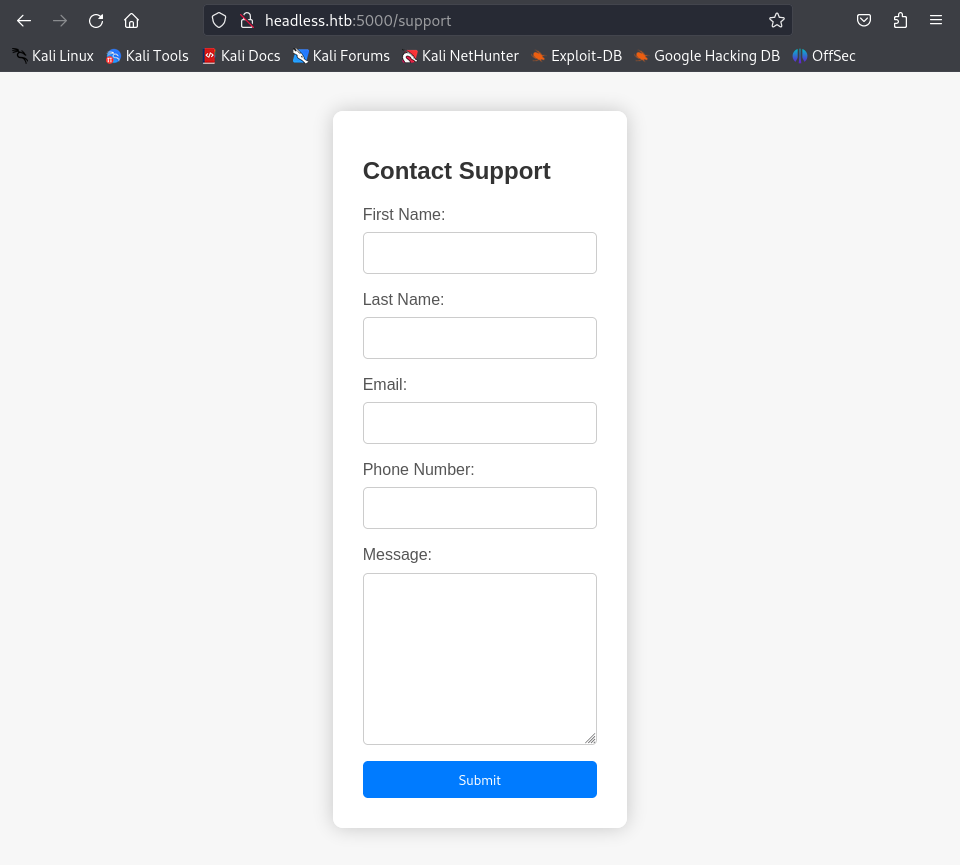 headless.htb:5000/support
Kali Linux Kali Tools Kali Docs Kali Forums Kali NetHunter Exploit-DB Google Hacking DB OffSec
Contact Support
First Name:
Last Name:
Email:
Phone Number:
Message:
Submit